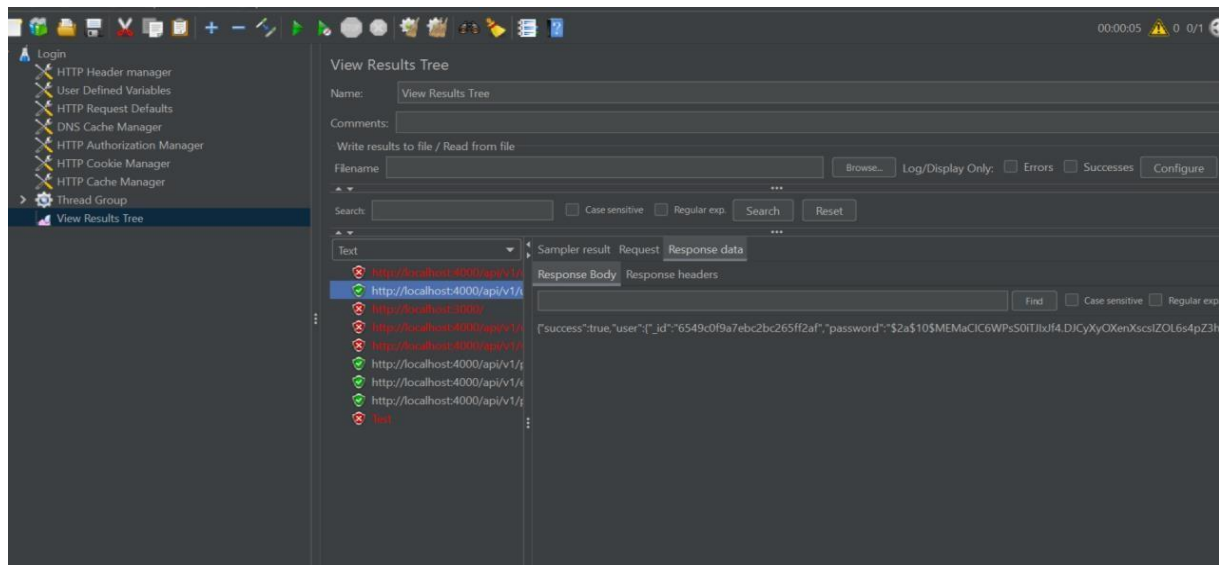 00:00:05 0 0/1
Login
HTTP Header manager
User Defined Variables
HTTP Request Defaults
DNS Cache Manager
HTTP Authorization Manager
HTTP Cookie Manager
HTTP Cache Manager
Thread Group
View Results Tree
View Results Tree
Name: View Results Tree
Comments:
Write results to file / Read from file
Filename Browse... Log/Display Only: Errors Successes Configure
Search: Case sensitive Regular exp. Search Reset
Text
http://localhost:4000/api/v1/
http://localhost:4000/api/v1/u
http://localhost:3000/
http://localhost:4000/api/v1/
http://localhost:4000/api/v1/
http://localhost:4000/api/v1/p
http://localhost:4000/api/v1/e
http://localhost:4000/api/v1/p
Test
Sampler result Request Response data
Response Body Response headers
Find Case sensitive Regular exp
{"success":true,"user":{"_id":"6549c0f9a7ebc2bc265ff2af","password":